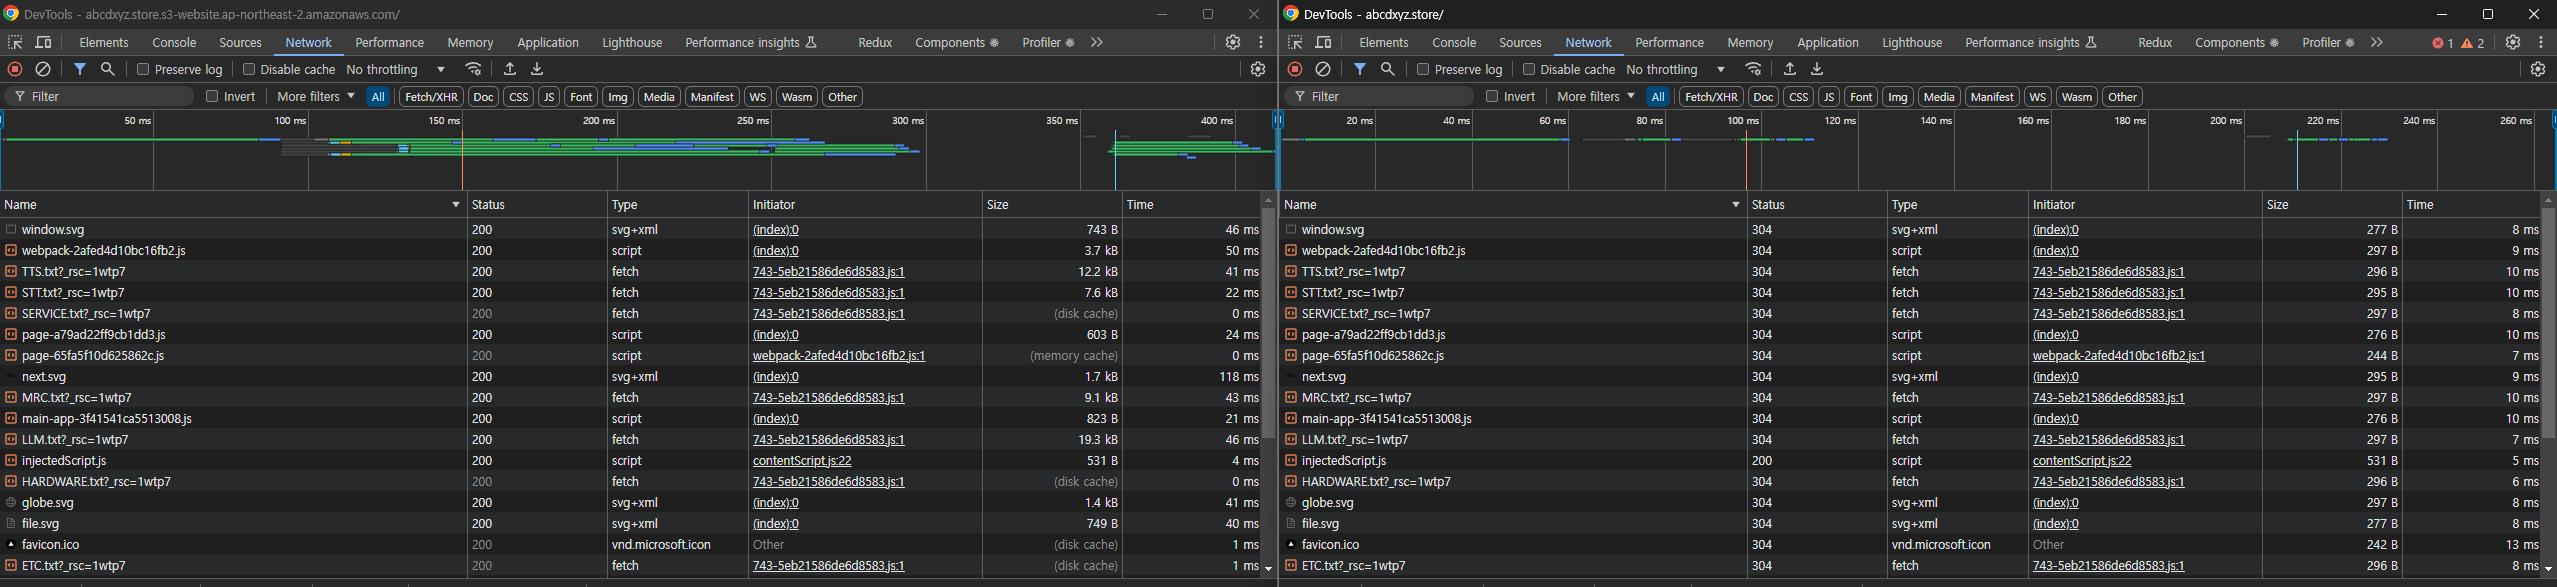 DevTools - abcdxyz.store.s3-website.ap-northeast-2.amazonaws.com/
Elements Console Sources Network Performance Memory Application Lighthouse Performance insights Redux Components Profiler
Preserve log Disable cache No throttling
Filter Invert More filters All Fetch/XHR Doc CSS JS Font Img Media Manifest WS Wasm Other
50 ms 100 ms 150 ms 200 ms 250 ms 300 ms 350 ms 400 ms
Name Status Type Initiator Size Time
window.svg 200 svg+xml (index):0 743 B 46 ms
webpack-2afed4d10bc16fb2.js 200 script (index):0 3.7 kB 50 ms
TTS.txt?_rsc=1wtp7 200 fetch 743-5eb21586de6d8583.js:1 12.2 kB 41 ms
STT.txt?_rsc=1wtp7 200 fetch 743-5eb21586de6d8583.js:1 7.6 kB 22 ms
SERVICE.txt?_rsc=1wtp7 200 fetch 743-5eb21586de6d8583.js:1 (disk cache) 0 ms
page-a79ad22ff9cb1dd3.js 200 script (index):0 603 B 24 ms
page-65fa5f10d625862c.js 200 script webpack-2afed4d10bc16fb2.js:1 (memory cache) 0 ms
next.svg 200 svg+xml (index):0 1.7 kB 118 ms
MRC.txt?_rsc=1wtp7 200 fetch 743-5eb21586de6d8583.js:1 9.1 kB 43 ms
main-app-3f41541ca5513008.js 200 script (index):0 823 B 21 ms
LLM.txt?_rsc=1wtp7 200 fetch 743-5eb21586de6d8583.js:1 19.3 kB 46 ms
injectedScript.js 200 script contentScript.js:22 531 B 4 ms
HARDWARE.txt?_rsc=1wtp7 200 fetch 743-5eb21586de6d8583.js:1 (disk cache) 0 ms
globe.svg 200 svg+xml (index):0 1.4 kB 41 ms
file.svg 200 svg+xml (index):0 749 B 40 ms
favicon.ico 200 vnd.microsoft.icon Other (disk cache) 1 ms
ETC.txt?_rsc=1wtp7 200 fetch 743-5eb21586de6d8583.js:1 (disk cache) 1 ms
DevTools - abcdxyz.store/
Elements Console Sources Network Performance Memory Application Lighthouse Performance insights Redux Components Profiler 1 2
Preserve log Disable cache No throttling
Filter Invert More filters All Fetch/XHR Doc CSS JS Font Img Media Manifest WS Wasm Other
20 ms 40 ms 60 ms 80 ms 100 ms 120 ms 140 ms 160 ms 180 ms 200 ms 220 ms 240 ms 260 ms
Name Status Type Initiator Size Time
window.svg 304 svg+xml (index):0 277 B 8 ms
webpack-2afed4d10bc16fb2.js 304 script (index):0 297 B 9 ms
TTS.txt?_rsc=1wtp7 304 fetch 743-5eb21586de6d8583.js:1 296 B 10 ms
STT.txt?_rsc=1wtp7 304 fetch 743-5eb21586de6d8583.js:1 295 B 10 ms
SERVICE.txt?_rsc=1wtp7 304 fetch 743-5eb21586de6d8583.js:1 297 B 8 ms
page-a79ad22ff9cb1dd3.js 304 script (index):0 276 B 10 ms
page-65fa5f10d625862c.js 304 script webpack-2afed4d10bc16fb2.js:1 244 B 7 ms
next.svg 304 svg+xml (index):0 295 B 9 ms
MRC.txt?_rsc=1wtp7 304 fetch 743-5eb21586de6d8583.js:1 297 B 10 ms
main-app-3f41541ca5513008.js 304 script (index):0 276 B 10 ms
LLM.txt?_rsc=1wtp7 304 fetch 743-5eb21586de6d8583.js:1 297 B 7 ms
injectedScript.js 200 script contentScript.js:22 531 B 5 ms
HARDWARE.txt?_rsc=1wtp7 304 fetch 743-5eb21586de6d8583.js:1 296 B 6 ms
globe.svg 304 svg+xml (index):0 297 B 8 ms
file.svg 304 svg+xml (index):0 277 B 8 ms
favicon.ico 304 vnd.microsoft.icon Other 242 B 13 ms
ETC.txt?_rsc=1wtp7 304 fetch 743-5eb21586de6d8583.js:1 296 B 8 ms